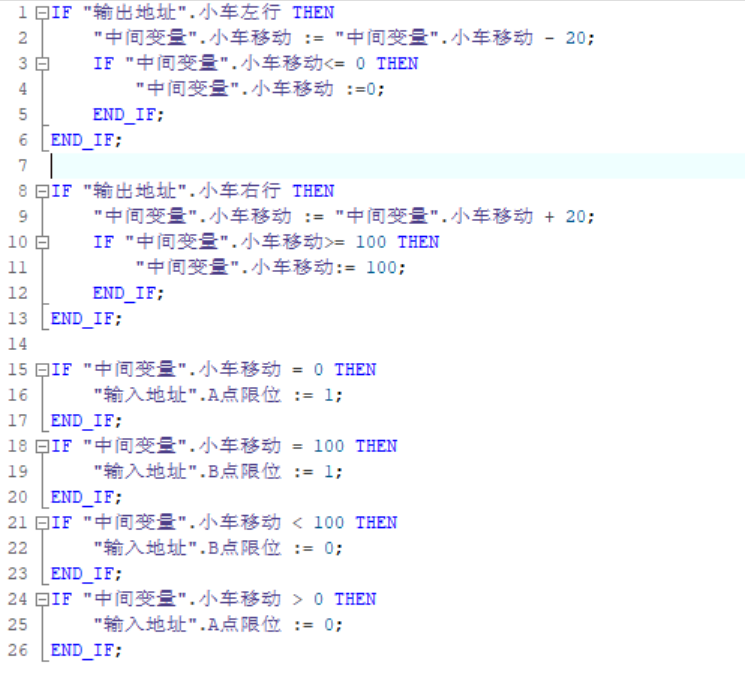 1 IF "输出地址".小车左行 THEN
2 "中间变量".小车移动 := "中间变量".小车移动 - 20;
3 IF "中间变量".小车移动<= 0 THEN
4 "中间变量".小车移动 :=0;
5 END_IF;
6 END_IF;
7
8 IF "输出地址".小车右行 THEN
9 "中间变量".小车移动 := "中间变量".小车移动 + 20;
10 IF "中间变量".小车移动>= 100 THEN
11 "中间变量".小车移动:= 100;
12 END_IF;
13 END_IF;
14
15 IF "中间变量".小车移动 = 0 THEN
16 "输入地址".A点限位 := 1;
17 END_IF;
18 IF "中间变量".小车移动 = 100 THEN
19 "输入地址".B点限位 := 1;
20 END_IF;
21 IF "中间变量".小车移动 < 100 THEN
22 "输入地址".B点限位 := 0;
23 END_IF;
24 IF "中间变量".小车移动 > 0 THEN
25 "输入地址".A点限位 := 0;
26 END_IF;